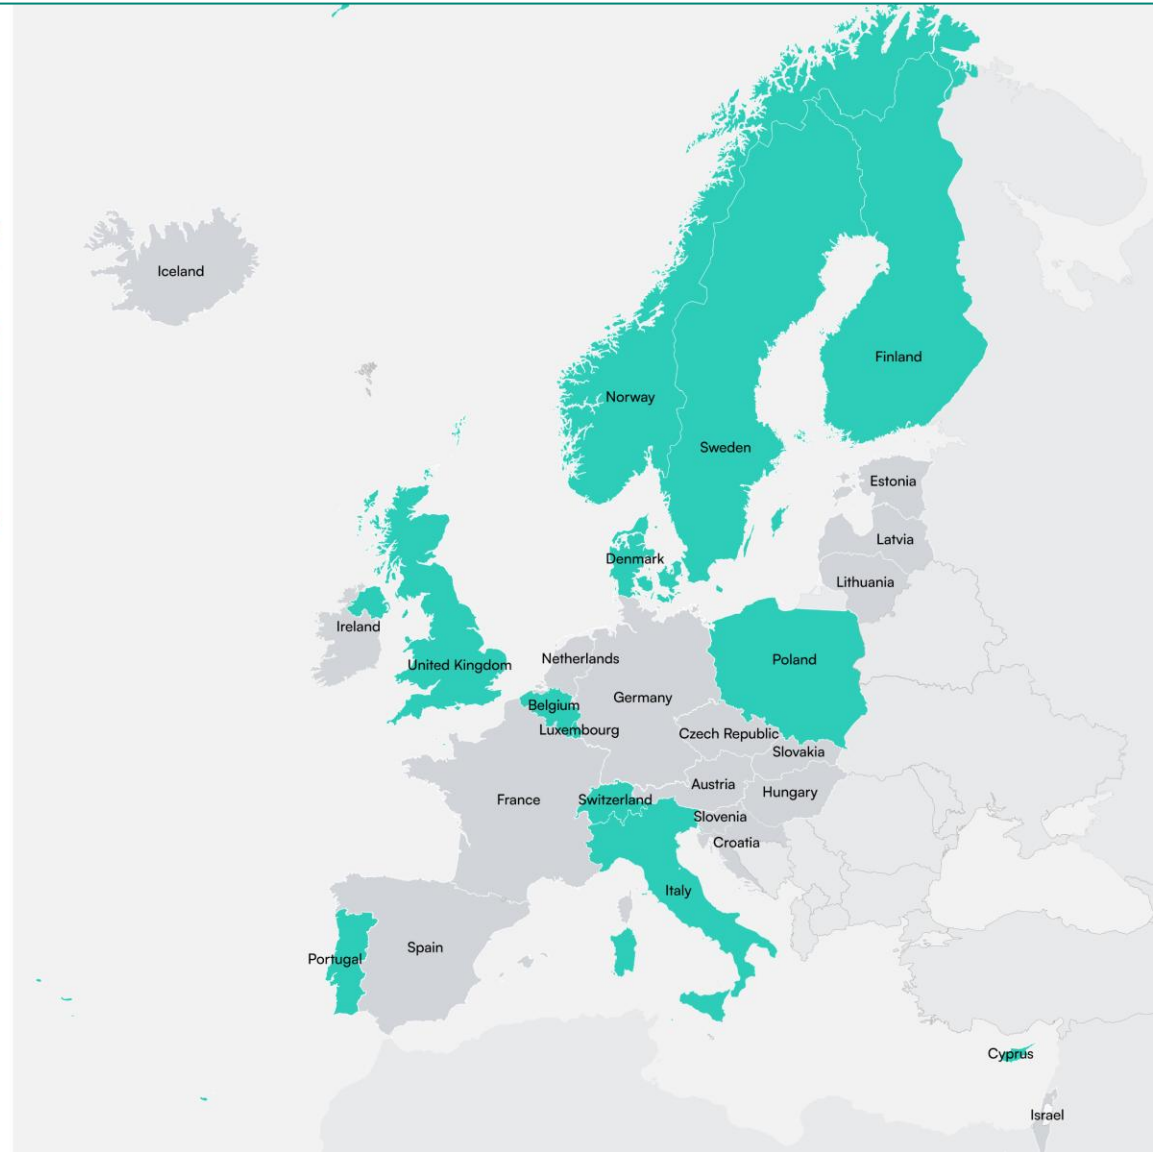 Iceland
Finland
Norway
Sweden
Estonia
Latvia
Denmark
Lithuania
Ireland
Netherlands
Poland
United Kingdom
Germany
Belgium
Luxembourg
Czech Republic
Slovakia
Austria
Hungary
France
Switzerland
Slovenia
Croatia
Italy
Spain
Portugal
Cyprus
Israel